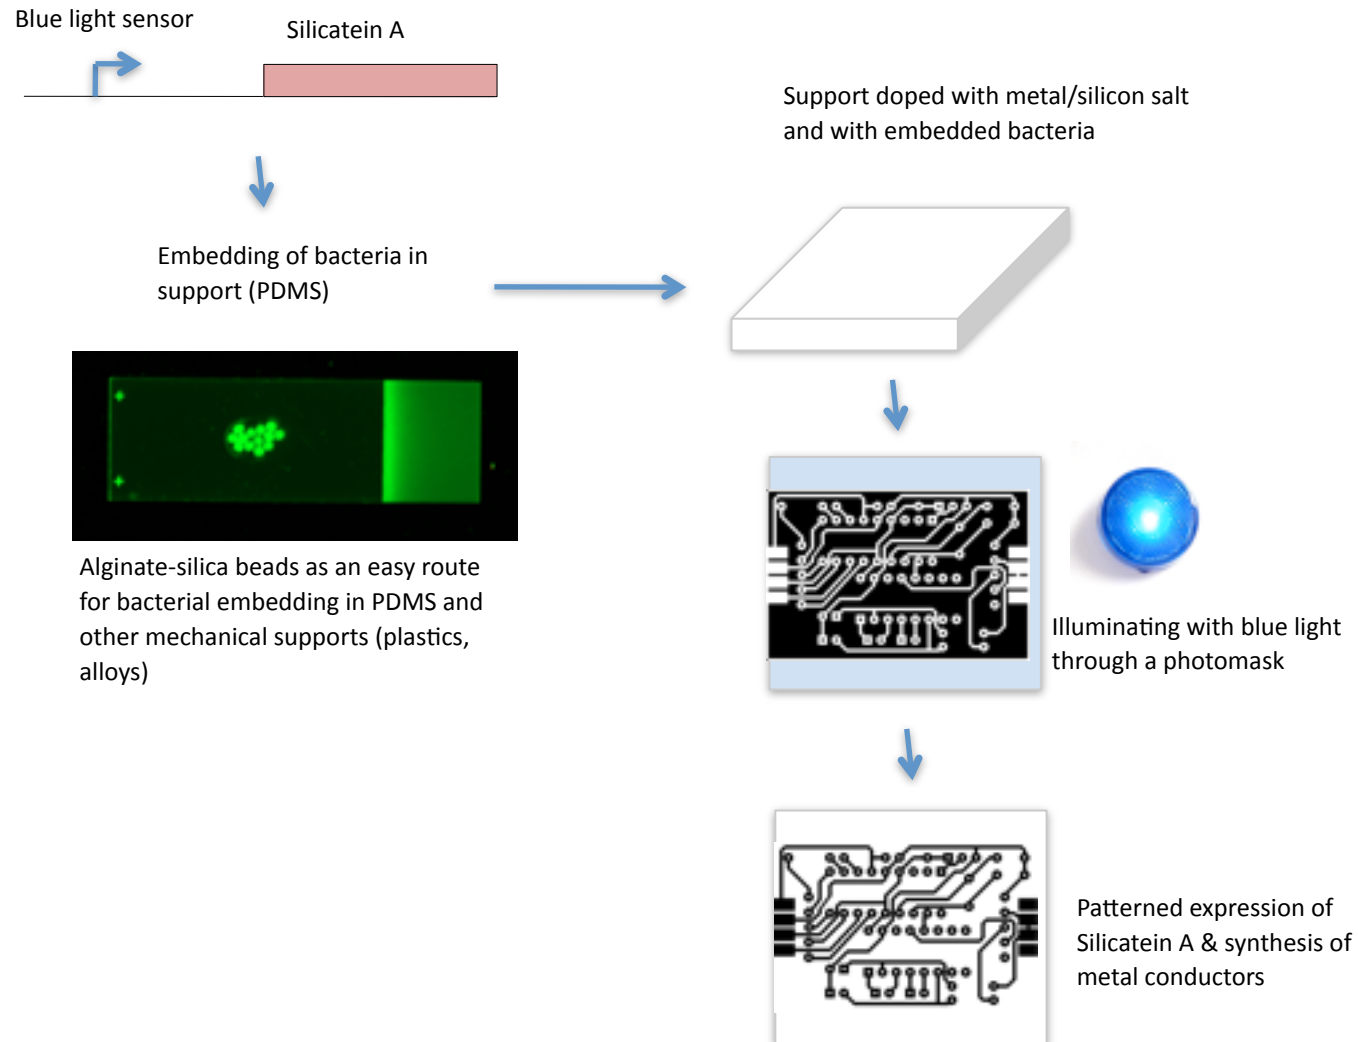 Blue light sensor
Silicatein A
Support doped with metal/silicon salt
and with embedded bacteria
Embedding of bacteria in
support (PDMS)
Alginate-silica beads as an easy route
for bacterial embedding in PDMS and
other mechanical supports (plastics,
alloys)
Illuminating with blue light
through a photomask
Patterned expression of
Silicatein A & synthesis of
metal conductors